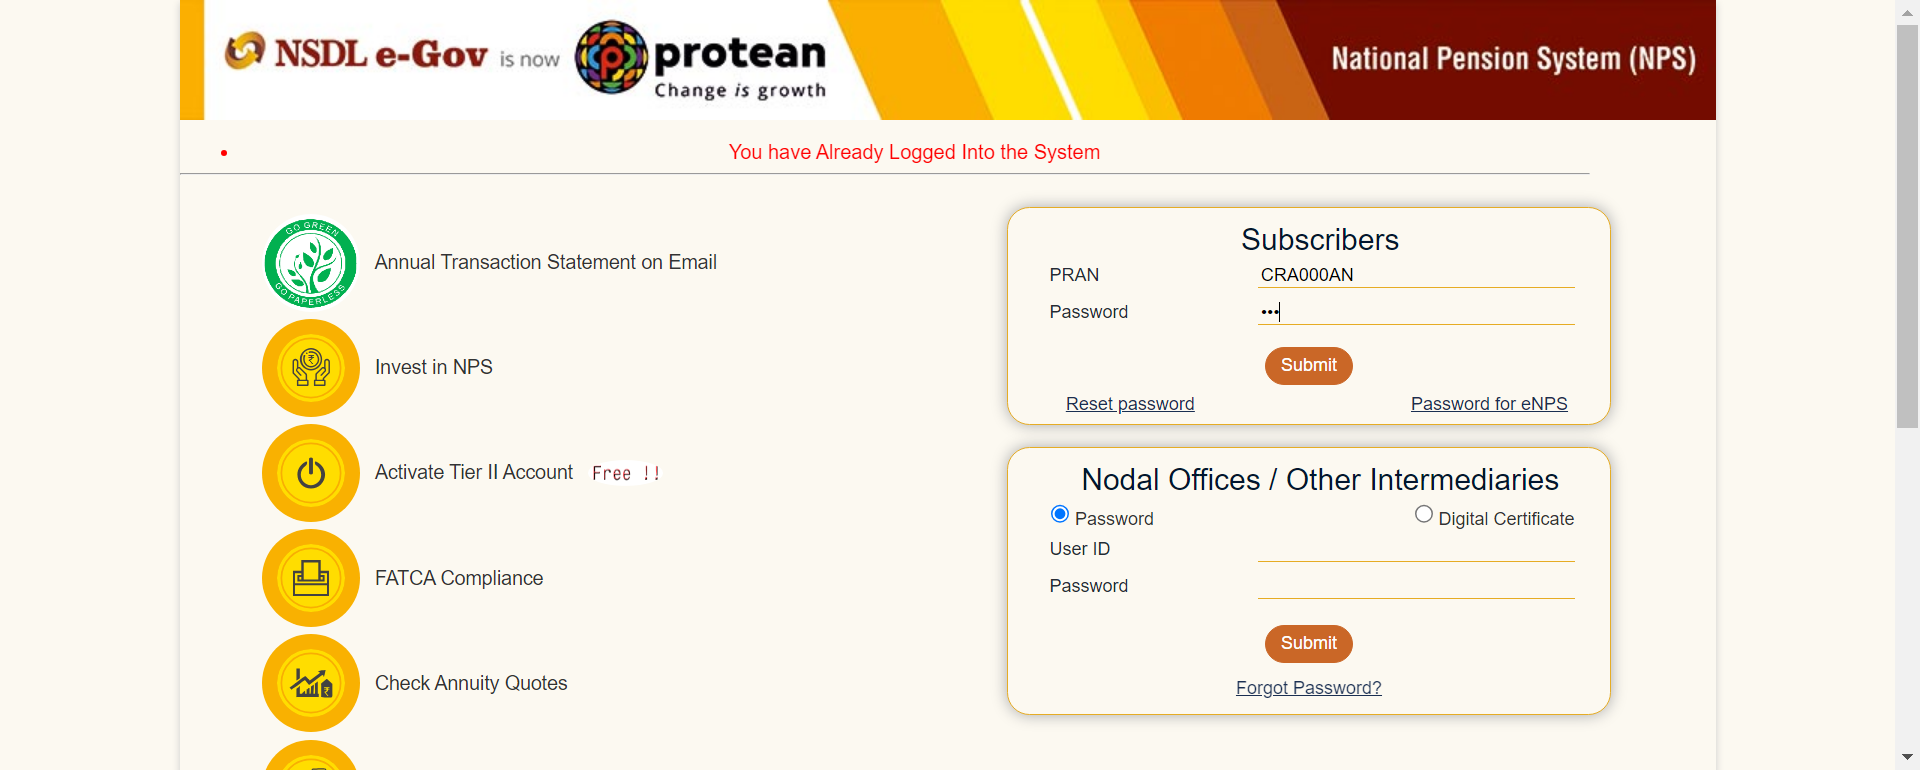 NSDL e-Gov is now protean
Change is growth
National Pension System (NPS)
You have Already Logged Into the System
GO GREEN
GO PAPERLESS
Annual Transaction Statement on Email
Invest in NPS
Activate Tier II Account Free !!
FATCA Compliance
Check Annuity Quotes
Subscribers
PRAN CRA000AN
Password •••
Submit
Reset password Password for eNPS
Nodal Offices / Other Intermediaries
Password Digital Certificate
User ID
Password
Submit
Forgot Password?